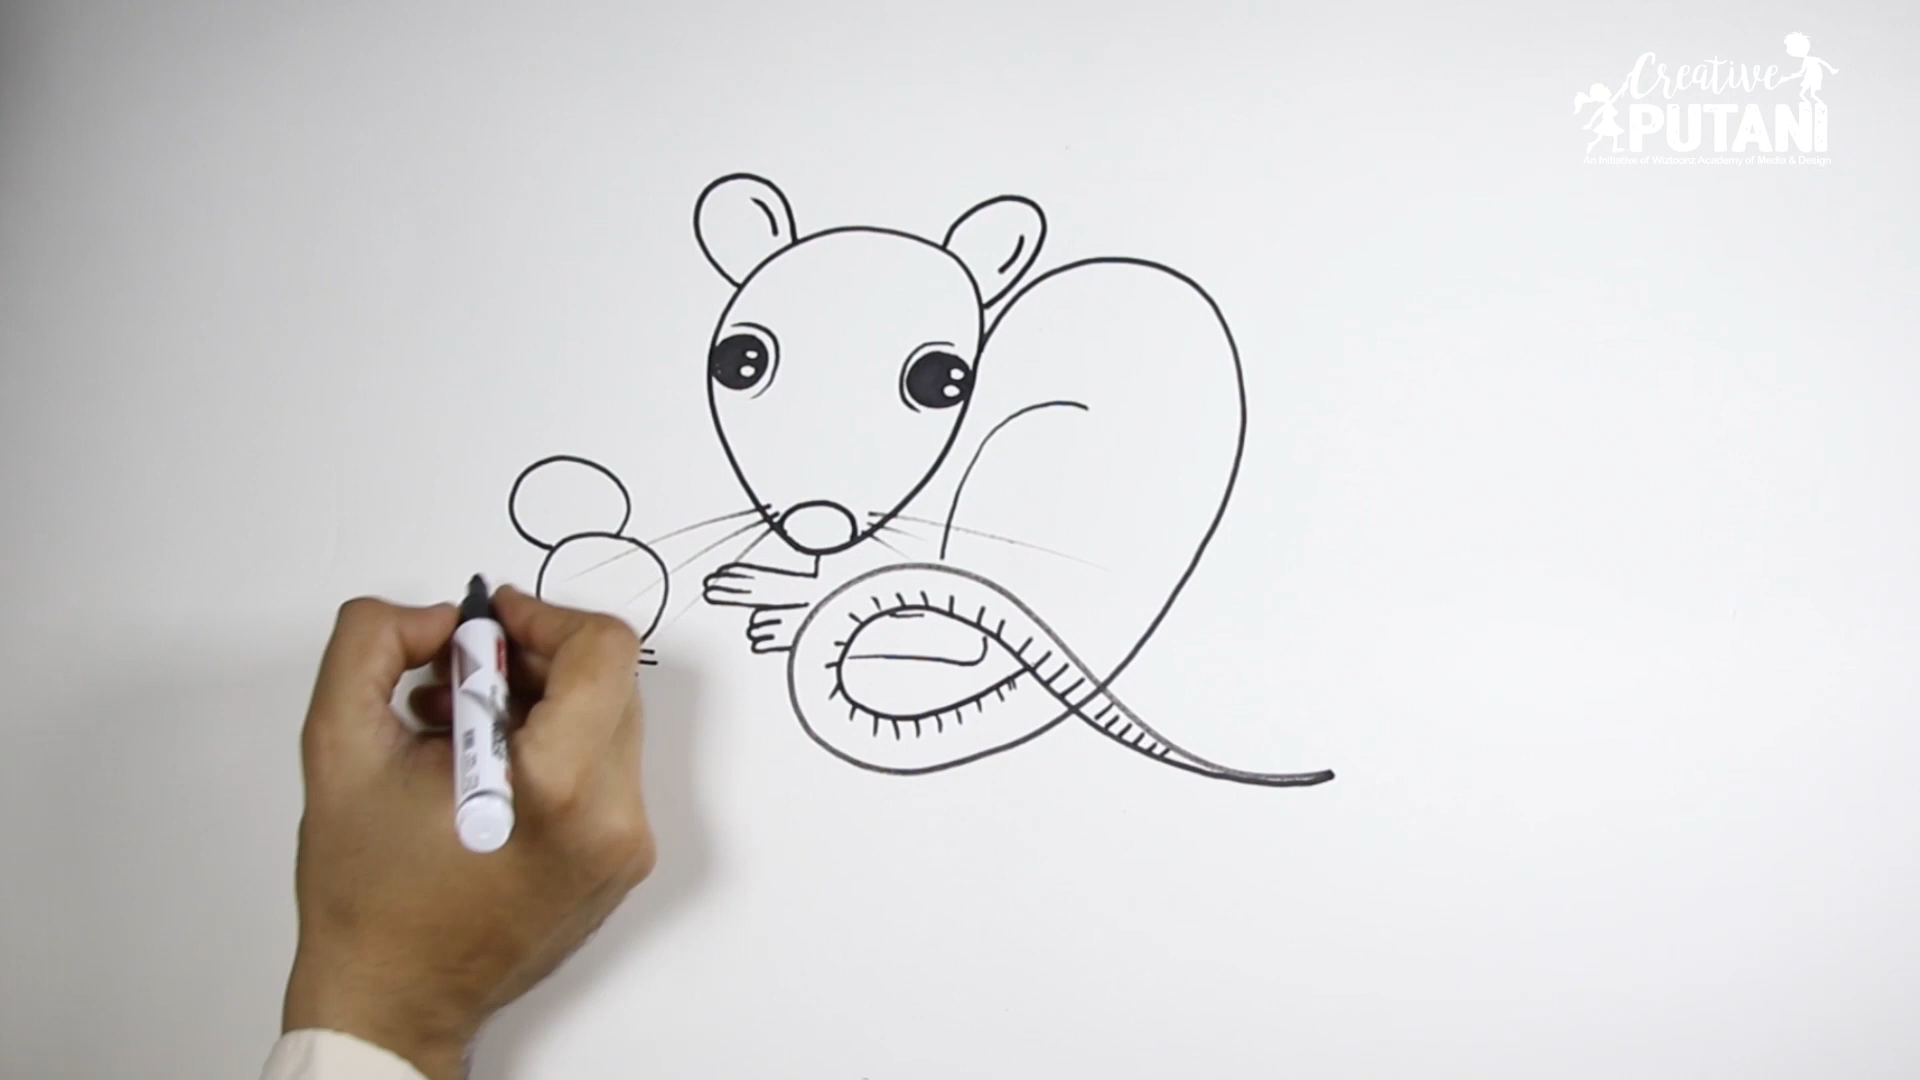 Creative
PUTANI
An Initiative of Wiztoonz Academy of Media & Design